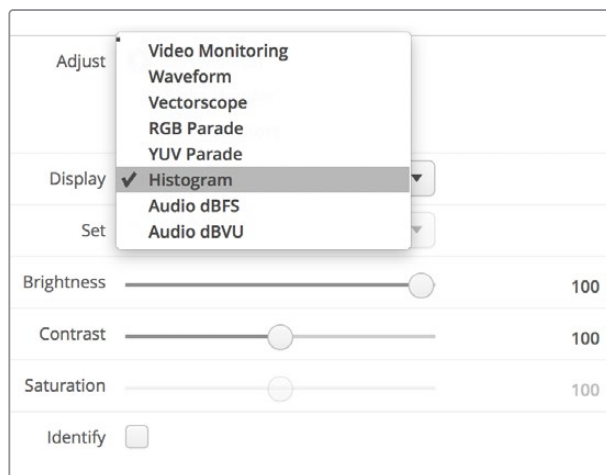 Adjust
Video Monitoring
Waveform
Vectorscope
RGB Parade
YUV Parade
Display
Histogram
Audio dBFS
Set
Audio dBVU
Brightness 100
Contrast 100
Saturation 100
Identify